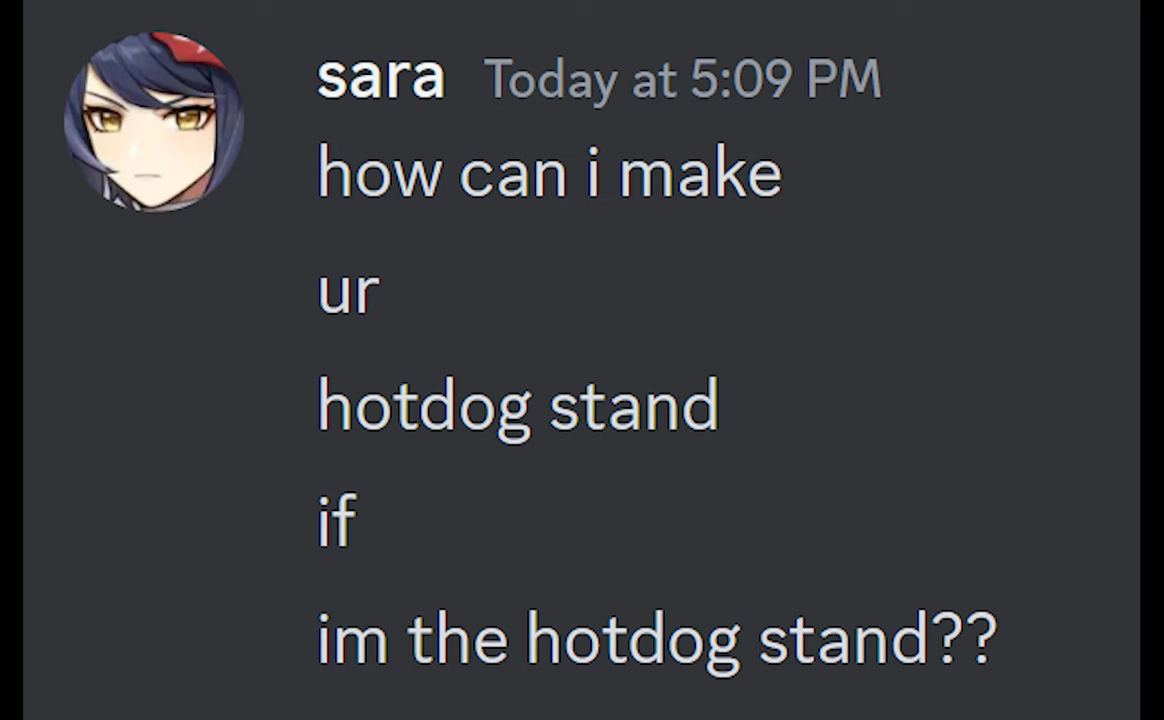 sara Today at 5:09 PM
how can i make
ur
hotdog stand
if
im the hotdog stand??